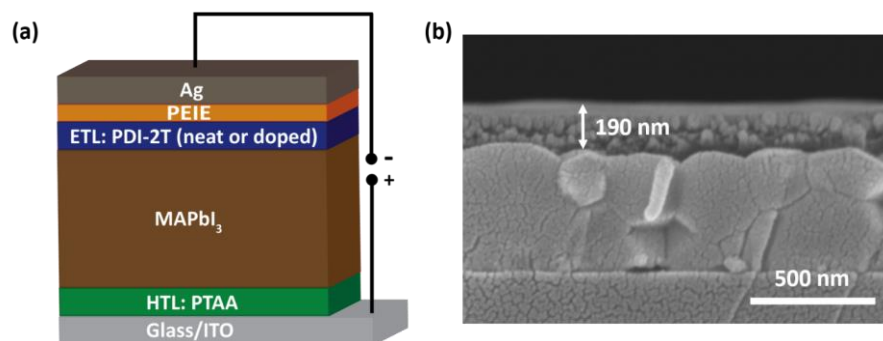 (a)
Ag
PEIE
ETL: PDI-2T (neat or doped)
MAPbI₃
HTL: PTAA
Glass/ITO
-
+
(b)
190 nm
500 nm